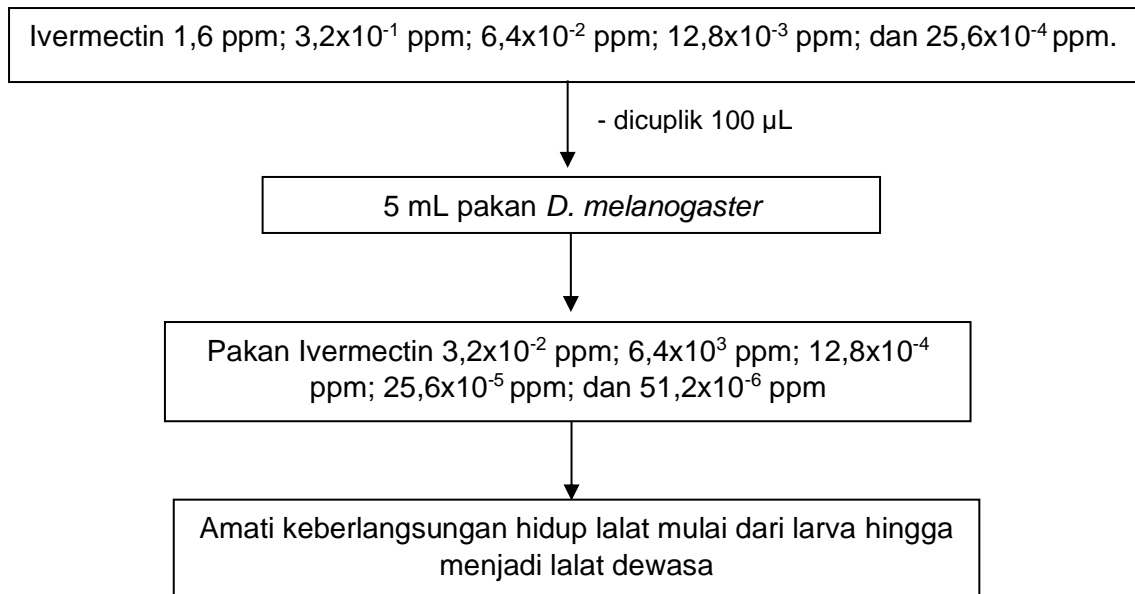 Ivermectin 1,6 ppm; 3,2x10⁻¹ ppm; 6,4x10⁻² ppm; 12,8x10⁻³ ppm; dan 25,6x10⁻⁴ ppm.
- dicuplik 100 µL
5 mL pakan D. melanogaster
Pakan Ivermectin 3,2x10⁻² ppm; 6,4x10³ ppm; 12,8x10⁻⁴
ppm; 25,6x10⁻⁵ ppm; dan 51,2x10⁻⁶ ppm
Amati keberlangsungan hidup lalat mulai dari larva hingga
menjadi lalat dewasa